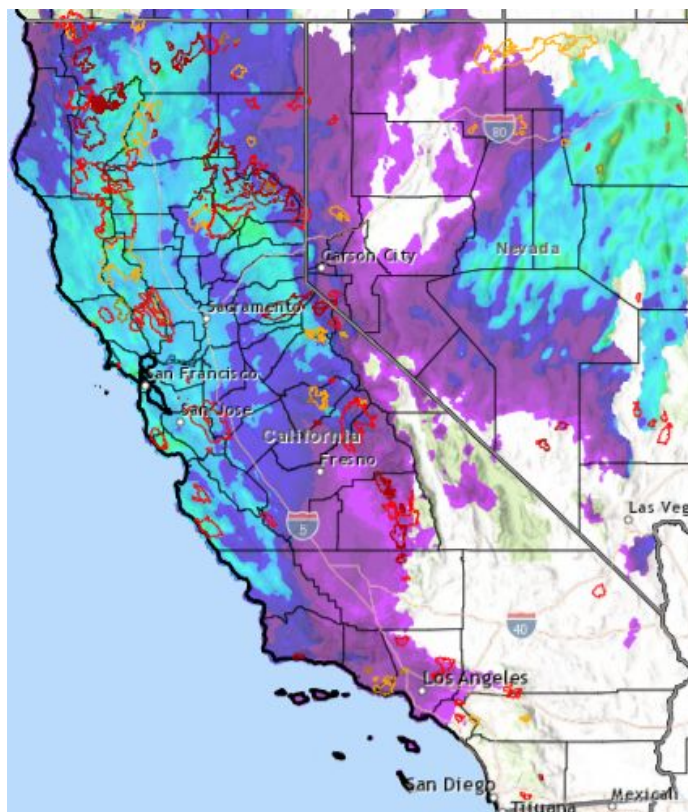 80
Nevada
Carson City
Sacramento
San Francisco
San Jose
California
Fresno
5
Las Veg
40
Los Angeles
San Diego
Tijuana
Mexicali